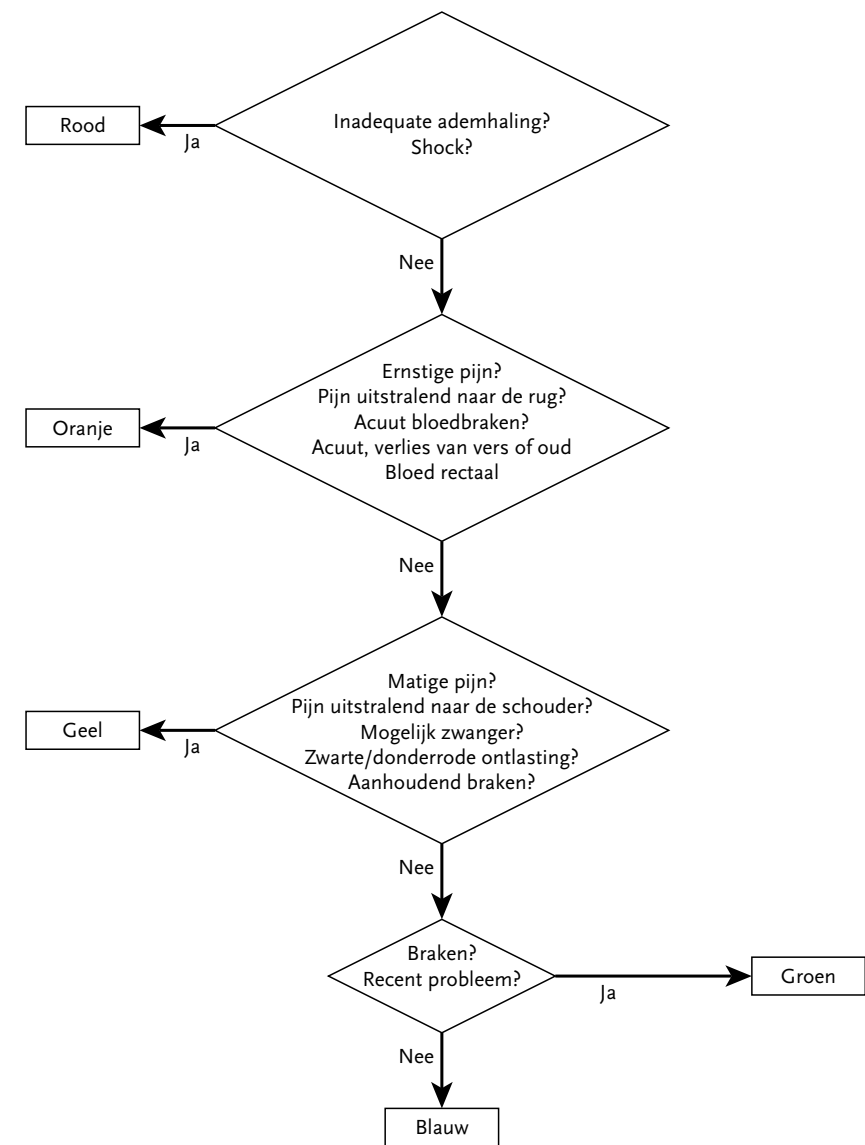 Inadequate ademhaling?
Shock?
Rood
Ja
Nee
Ernstige pijn?
Pijn uitstralend naar de rug?
Acuut bloedbraken?
Acuut, verlies van vers of oud
Bloed rectaal
Oranje
Ja
Nee
Matige pijn?
Pijn uitstralend naar de schouder?
Mogelijk zwanger?
Zwarte/donderrode ontlasting?
Aanhoudend braken?
Geel
Ja
Nee
Braken?
Recent probleem?
Ja
Groen
Nee
Blauw